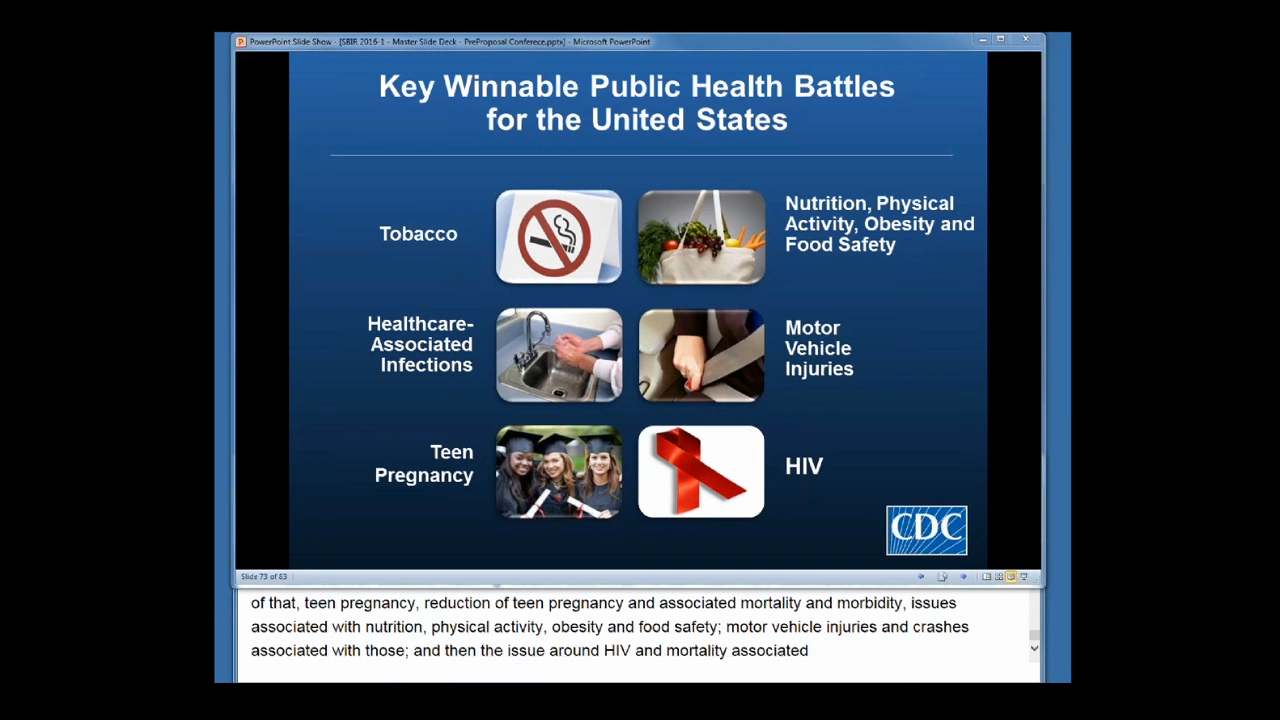 PowerPoint Slide Show - [SBIR 2016-1 - Master Slide Deck - PreProposal Conferece.pptx] - Microsoft PowerPoint
Key Winnable Public Health Battles
for the United States
Tobacco
Nutrition, Physical
Activity, Obesity and
Food Safety
Healthcare-
Associated
Infections
Motor
Vehicle
Injuries
Teen
Pregnancy
HIV
CDC
Slide 73 of 83
of that, teen pregnancy, reduction of teen pregnancy and associated mortality and morbidity, issues
associated with nutrition, physical activity, obesity and food safety; motor vehicle injuries and crashes
associated with those; and then the issue around HIV and mortality associated